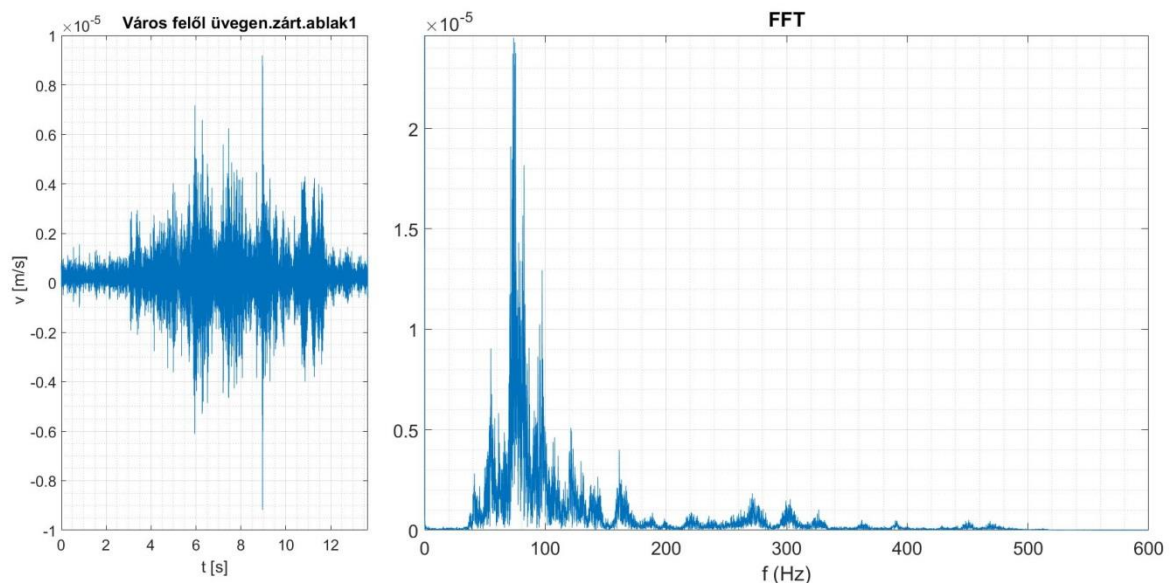 Város felől üvegen.zárt.ablak1
×10⁻⁵
1
0.8
0.6
0.4
0.2
0
-0.2
-0.4
-0.6
-0.8
-1
v [m/s]
0 2 4 6 8 10 12
t [s]
FFT
×10⁻⁵
2
1.5
1
0.5
0
0 100 200 300 400 500 600
f (Hz)